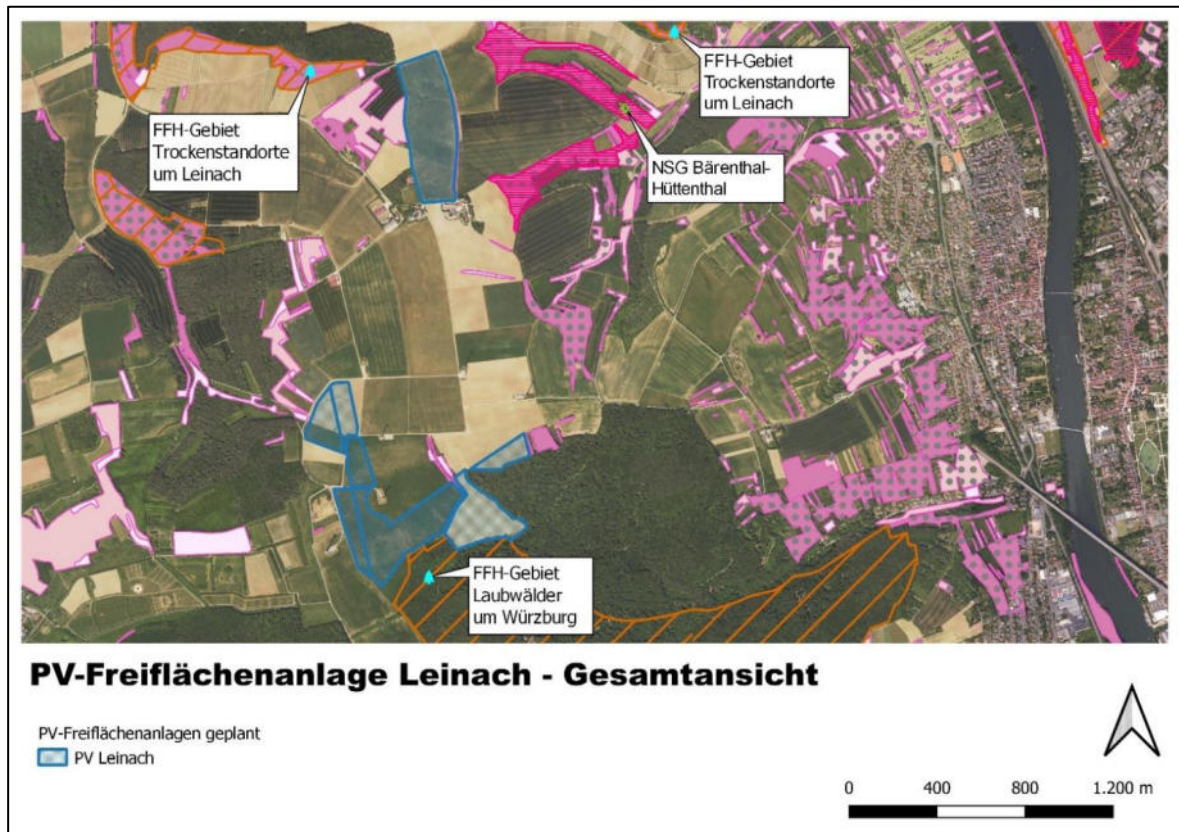 FFH-Gebiet
Trockenstandorte
um Leinach
FFH-Gebiet
Trockenstandorte
um Leinach
NSG Bärenthal-
Hüttenthal
FFH-Gebiet
Laubwälder
um Würzburg
PV-Freiflächenanlage Leinach - Gesamtansicht
PV-Freiflächenanlagen geplant
PV Leinach
0 400 800 1.200 m